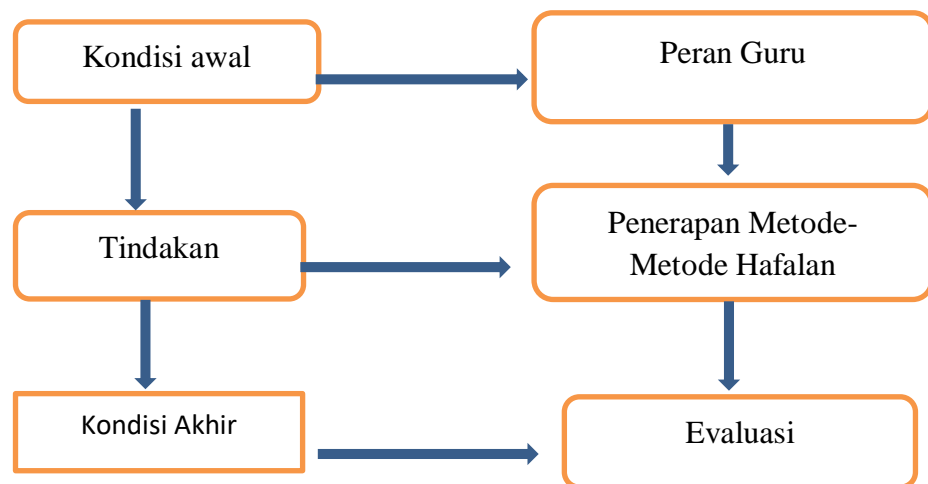 Kondisi awal
Peran Guru
Tindakan
Penerapan Metode-
Metode Hafalan
Kondisi Akhir
Evaluasi